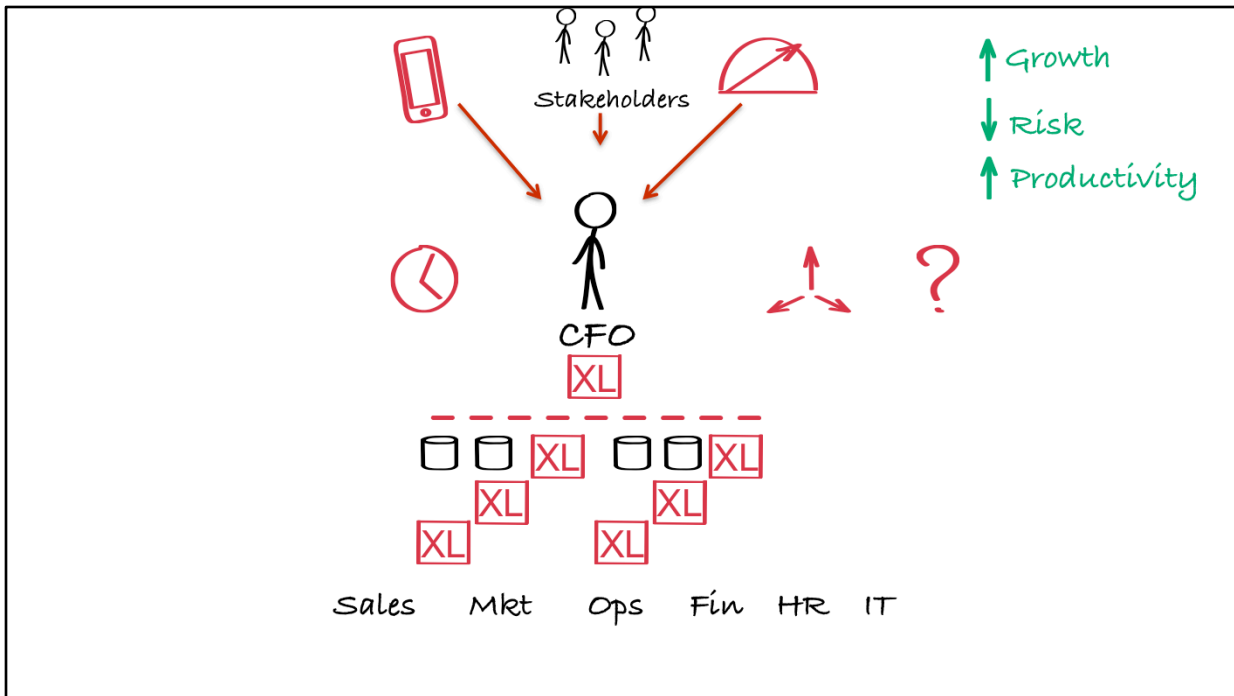 Stakeholders
Growth
Risk
Productivity
?
CFO
XL
XL XL
XL XL
XL XL
Sales Mkt Ops Fin HR IT